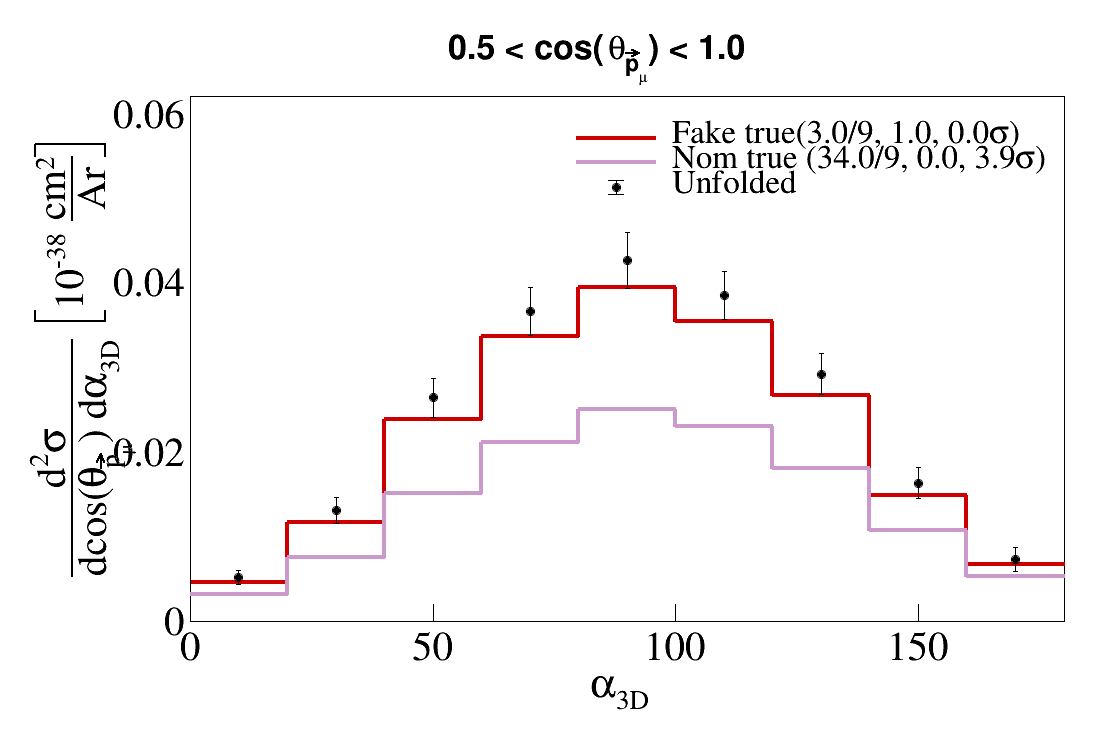 0.5 < cos(θp⃗μ) < 1.0
Fake true(3.0/9, 1.0, 0.0σ)
Nom true (34.0/9, 0.0, 3.9σ)
Unfolded
d²σ
dcos(θp⃗μ) dα3D
[10⁻³⁸ cm²/Ar]
0.06
0.04
0.02
0
0 50 100 150
α3D